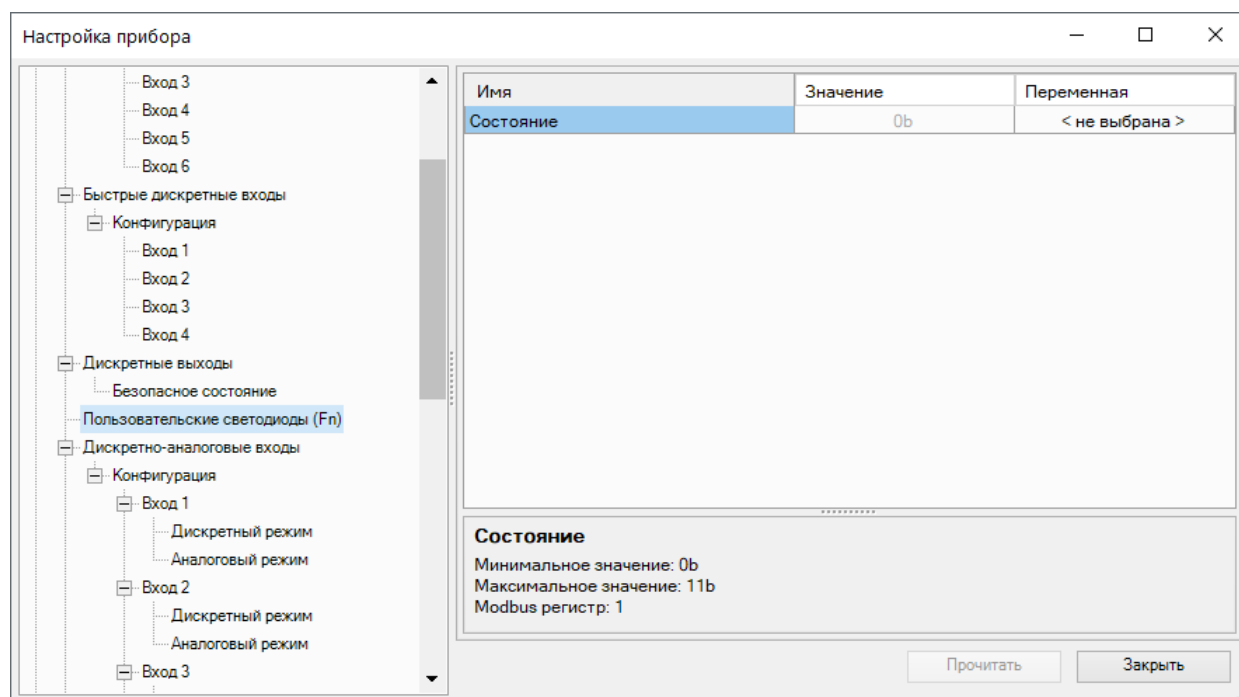 Настройка прибора
Вход 3
Вход 4
Вход 5
Вход 6
Быстрые дискретные входы
Конфигурация
Вход 1
Вход 2
Вход 3
Вход 4
Дискретные выходы
Безопасное состояние
Пользовательские светодиоды (Fn)
Дискретно-аналоговые входы
Конфигурация
Вход 1
Дискретный режим
Аналоговый режим
Вход 2
Дискретный режим
Аналоговый режим
Вход 3
Имя Значение Переменная
Состояние 0b < не выбрана >
Состояние
Минимальное значение: 0b
Максимальное значение: 11b
Modbus регистр: 1
Прочитать Закрыть